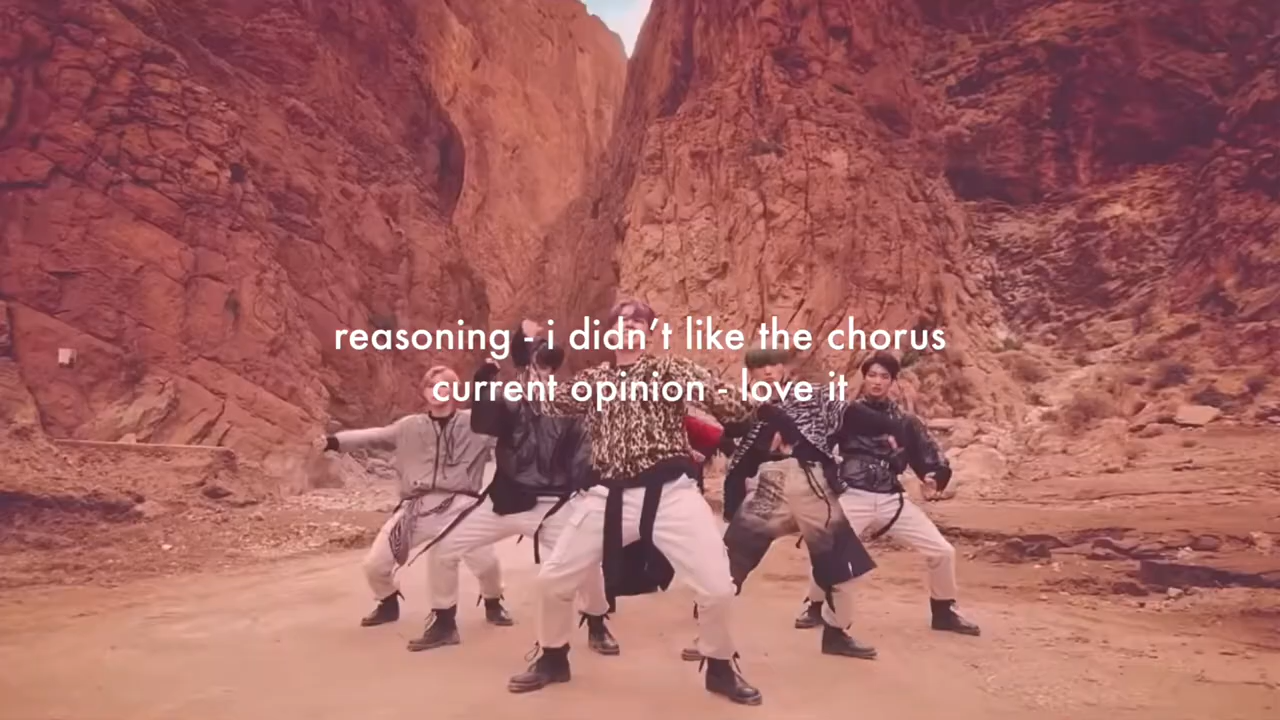 reasoning - i didn’t like the chorus
current opinion - love it